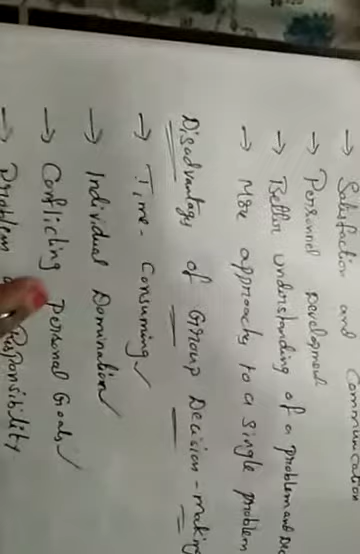 → Satisfaction and Communication
→ Personnel Development
→ Better understanding of a problem and
→ More approachs to a single problem
Disadvantages of Group Decision-making
→ Time-Consuming
→ Individual Domination
→ Conflicting personal Goals
→ Problem Responsibility